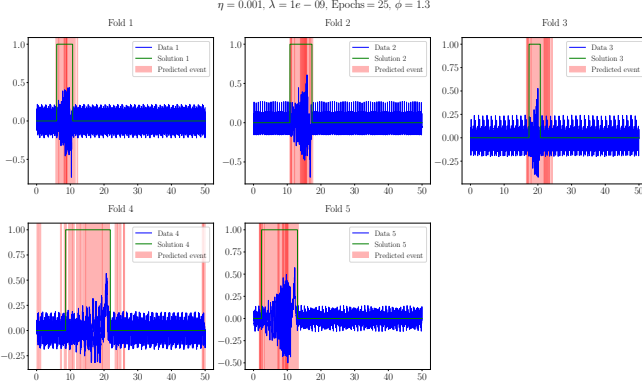 η = 0.001, λ = 1e − 09, Epochs = 25, ϕ = 1.3
Fold 1
Fold 2
Fold 3
1.0
0.5
0.0
−0.5
0 10 20 30 40 50
Data 1
Solution 1
Predicted event
1.0
0.5
0.0
−0.5
0 10 20 30 40 50
Data 2
Solution 2
Predicted event
1.00
0.75
0.50
0.25
0.00
−0.25
0 10 20 30 40 50
Data 3
Solution 3
Predicted event
Fold 4
Fold 5
1.00
0.75
0.50
0.25
0.00
−0.25
0 10 20 30 40 50
Data 4
Solution 4
Predicted event
1.00
0.75
0.50
0.25
0.00
−0.25
−0.50
0 10 20 30 40 50
Data 5
Solution 5
Predicted event